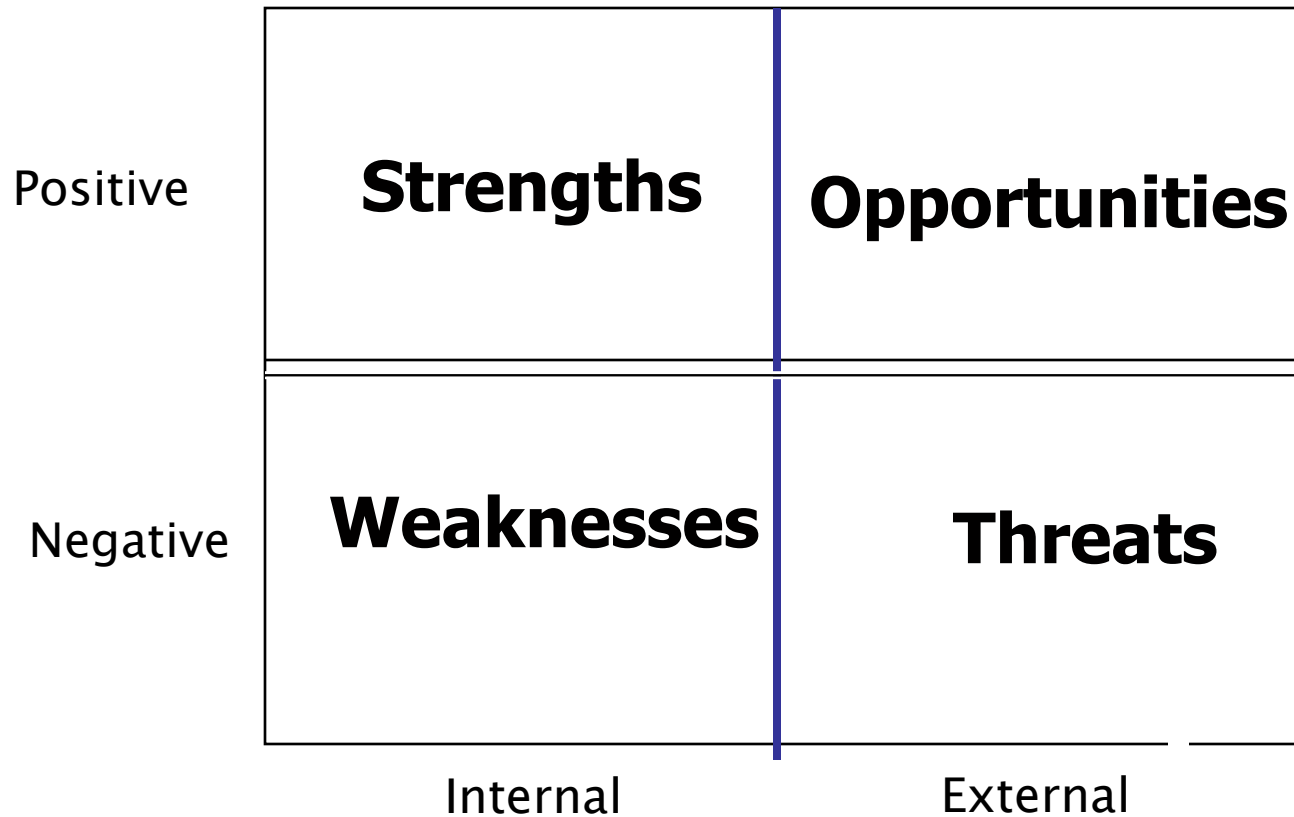 Positive
Strengths
Opportunities
Negative
Weaknesses
Threats
Internal
External